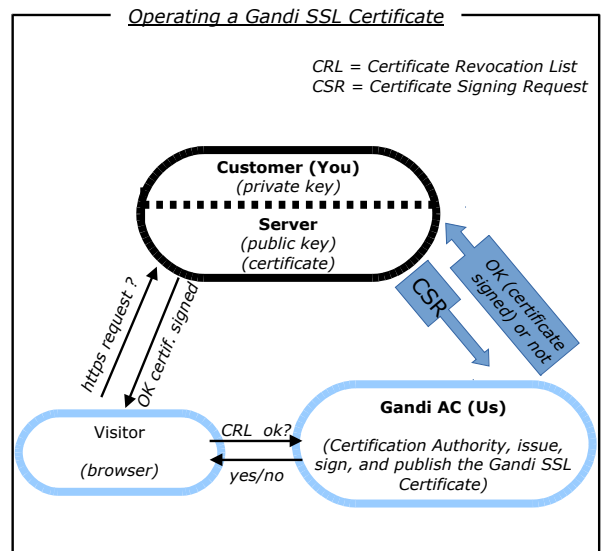 Operating a Gandi SSL Certificate
CRL = Certificate Revocation List
CSR = Certificate Signing Request
Customer (You)
(private key)
Server
(public key)
(certificate)
https request ?
OK certif. signed
CSR
OK (certificate
signed) or not
Visitor
(browser)
CRL ok?
yes/no
Gandi AC (Us)
(Certification Authority, issue,
sign, and publish the Gandi SSL
Certificate)